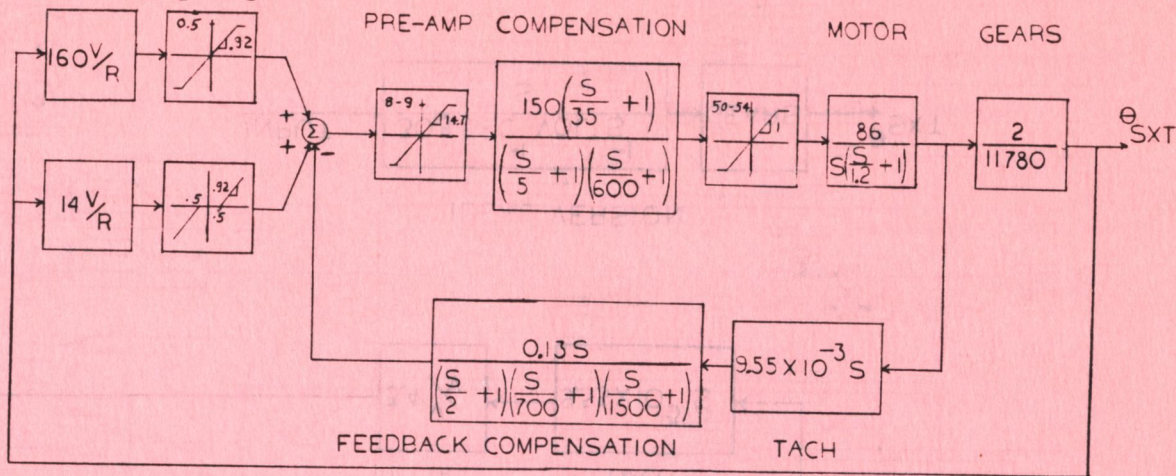 PRE-AMP COMPENSATION MOTOR GEARS
160 V/R
0.5 .92
8-9 14.7
150(S/35 + 1)
(S/5 + 1)(S/600 + 1)
50-54 1
86
S(S/1.2 + 1)
2
11780
θSXT
+
+
Σ
-
14 V/R
.5 .92 .5
0.13 S
(S/2 + 1)(S/700 + 1)(S/1500 + 1)
9.55 X 10⁻³ S
FEEDBACK COMPENSATION TACH